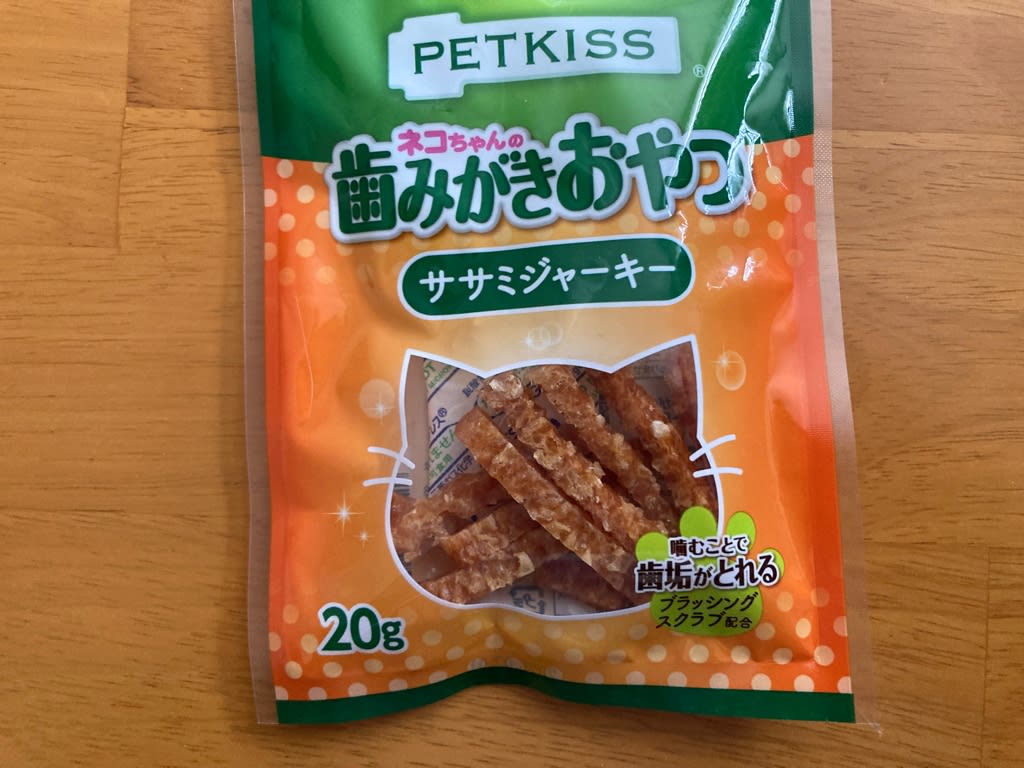 PETKISS®
ネコちゃんの
歯みがきおやつ
ササミジャーキー
噛むことで
歯垢がとれる
ブラッシング
スクラブ配合
20g